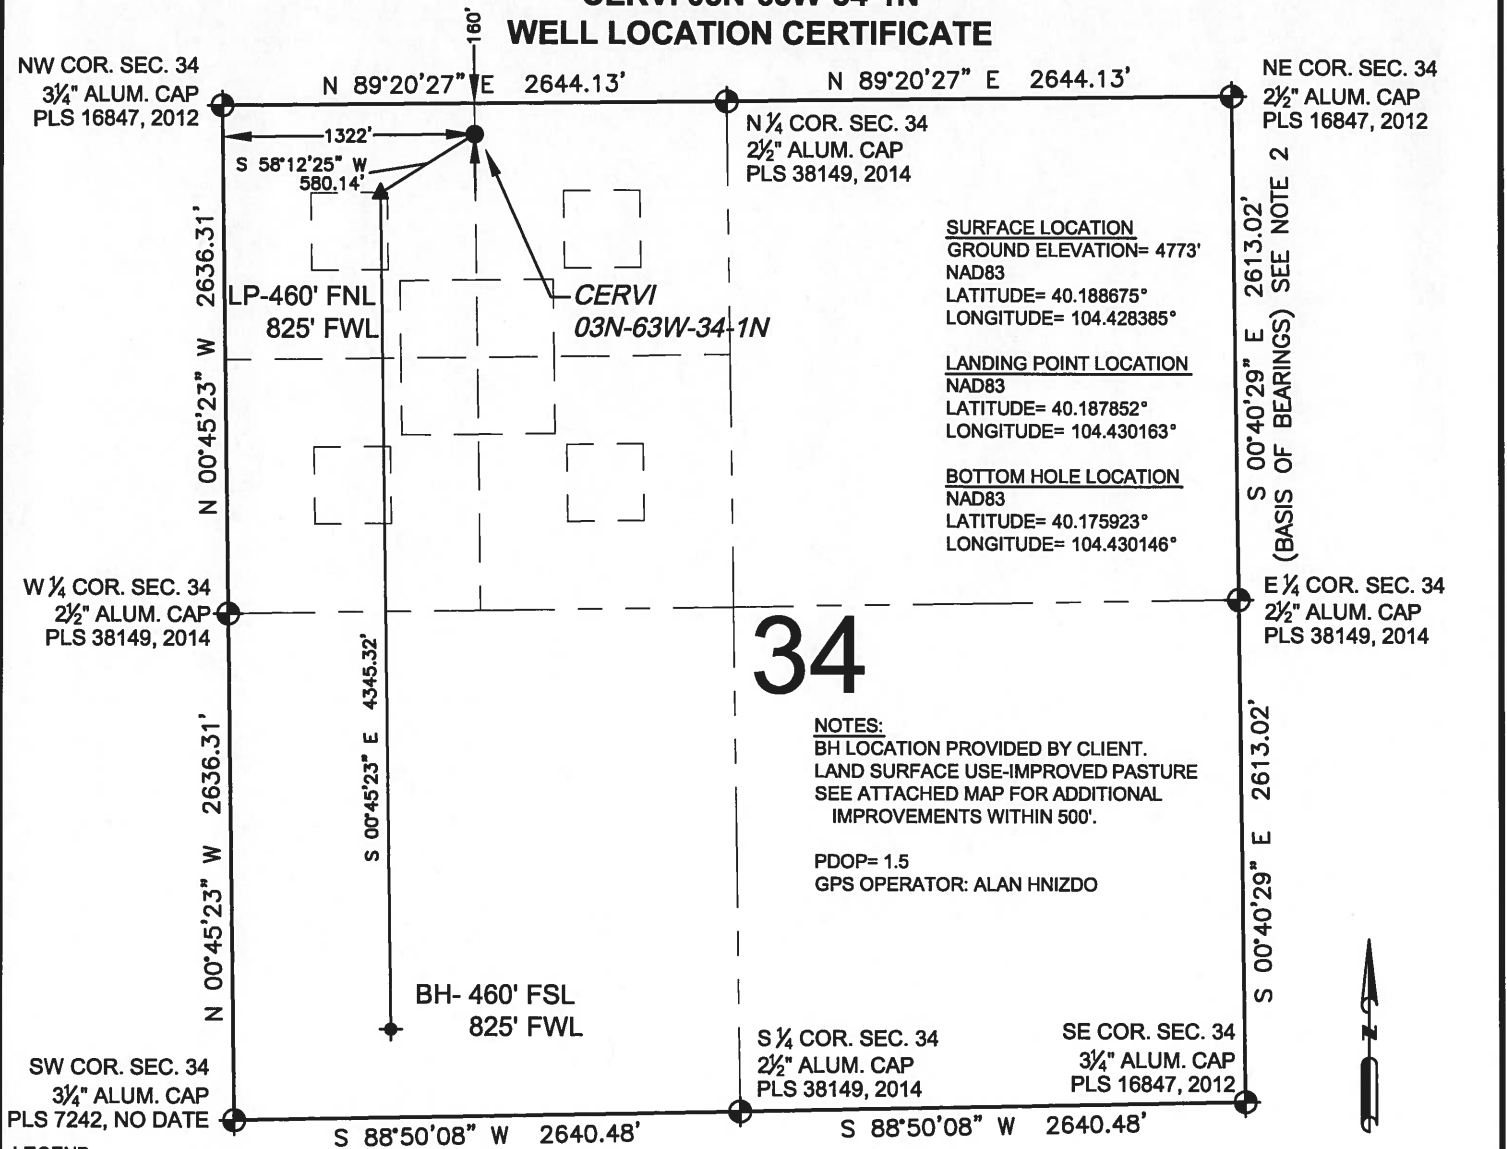 WELL LOCATION CERTIFICATE
160'
NW COR. SEC. 34
3¼" ALUM. CAP
PLS 16847, 2012
N 89°20'27" E 2644.13'
N 89°20'27" E 2644.13'
NE COR. SEC. 34
2½" ALUM. CAP
PLS 16847, 2012
1322'
N ¼ COR. SEC. 34
2½" ALUM. CAP
PLS 38149, 2014
S 58°12'25" W
580.14'
N 00°45'23" W 2636.31'
LP-460' FNL
825' FWL
CERVI
03N-63W-34-1N
SURFACE LOCATION
GROUND ELEVATION= 4773'
NAD83
LATITUDE= 40.188675°
LONGITUDE= 104.428385°
LANDING POINT LOCATION
NAD83
LATITUDE= 40.187852°
LONGITUDE= 104.430163°
BOTTOM HOLE LOCATION
NAD83
LATITUDE= 40.175923°
LONGITUDE= 104.430146°
S 00°40'29" E 2613.02'
(BASIS OF BEARINGS) SEE NOTE 2
W ¼ COR. SEC. 34
2½" ALUM. CAP
PLS 38149, 2014
E ¼ COR. SEC. 34
2½" ALUM. CAP
PLS 38149, 2014
34
S 00°45'23" E 4345.32'
N 00°45'23" W 2636.31'
NOTES:
BH LOCATION PROVIDED BY CLIENT.
LAND SURFACE USE-IMPROVED PASTURE
SEE ATTACHED MAP FOR ADDITIONAL
IMPROVEMENTS WITHIN 500'.
PDOP= 1.5
GPS OPERATOR: ALAN HNIZDO
S 00°40'29" E 2613.02'
BH- 460' FSL
825' FWL
N
SW COR. SEC. 34
3¼" ALUM. CAP
PLS 7242, NO DATE
S ¼ COR. SEC. 34
2½" ALUM. CAP
PLS 38149, 2014
SE COR. SEC. 34
3¼" ALUM. CAP
PLS 16847, 2012
S 88°50'08" W 2640.48'
S 88°50'08" W 2640.48'